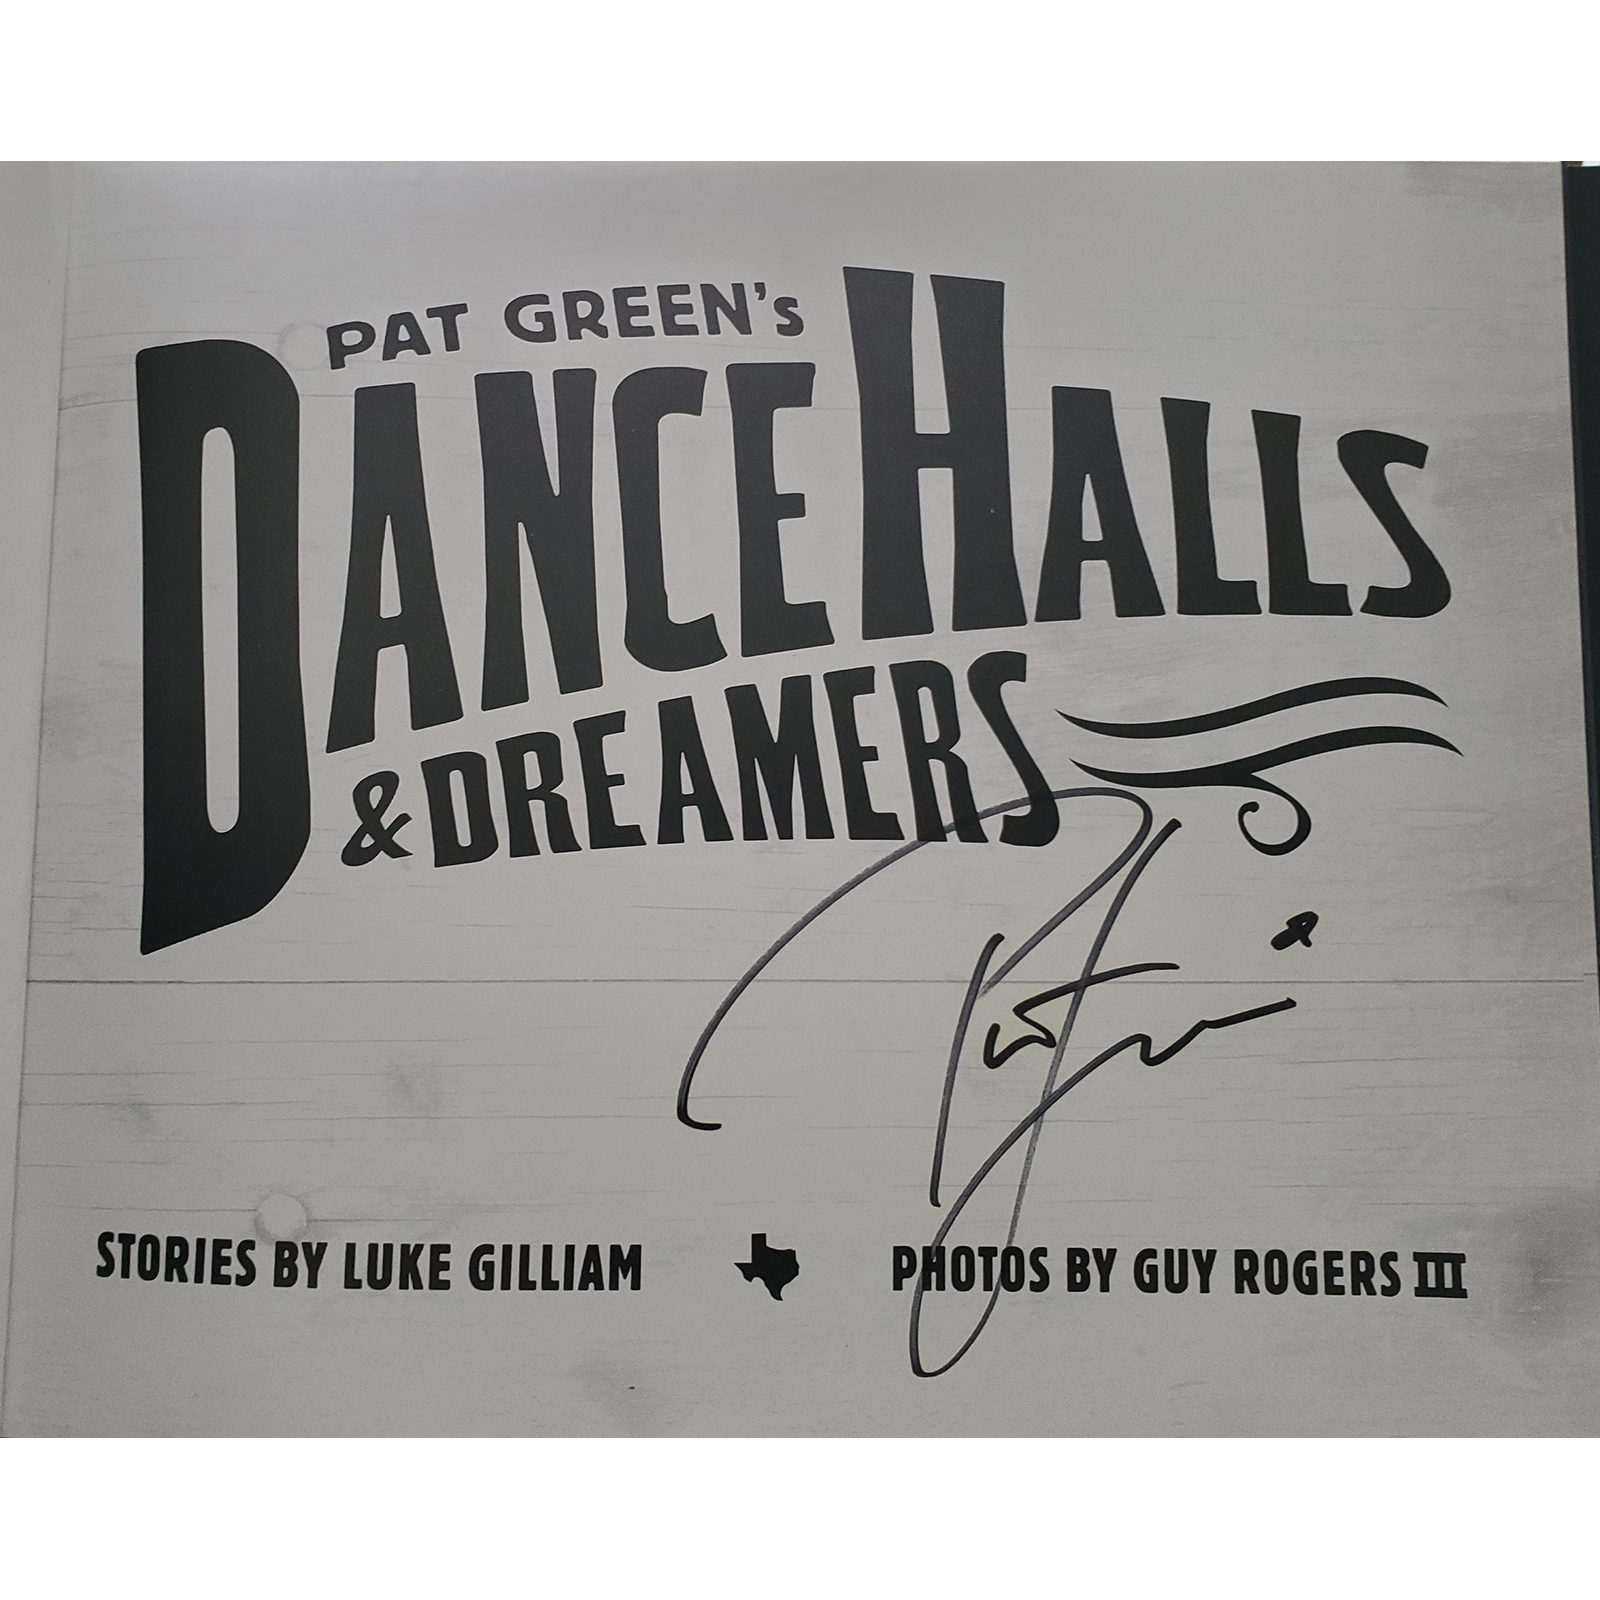 PAT GREEN's
DANCE HALLS
& DREAMERS
STORIES BY LUKE GILLIAM
PHOTOS BY GUY ROGERS III